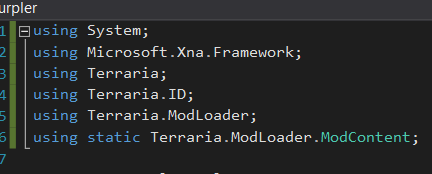 urpler
1 using System;
2 using Microsoft.Xna.Framework;
3 using Terraria;
4 using Terraria.ID;
5 using Terraria.ModLoader;
6 using static Terraria.ModLoader.ModContent;
7